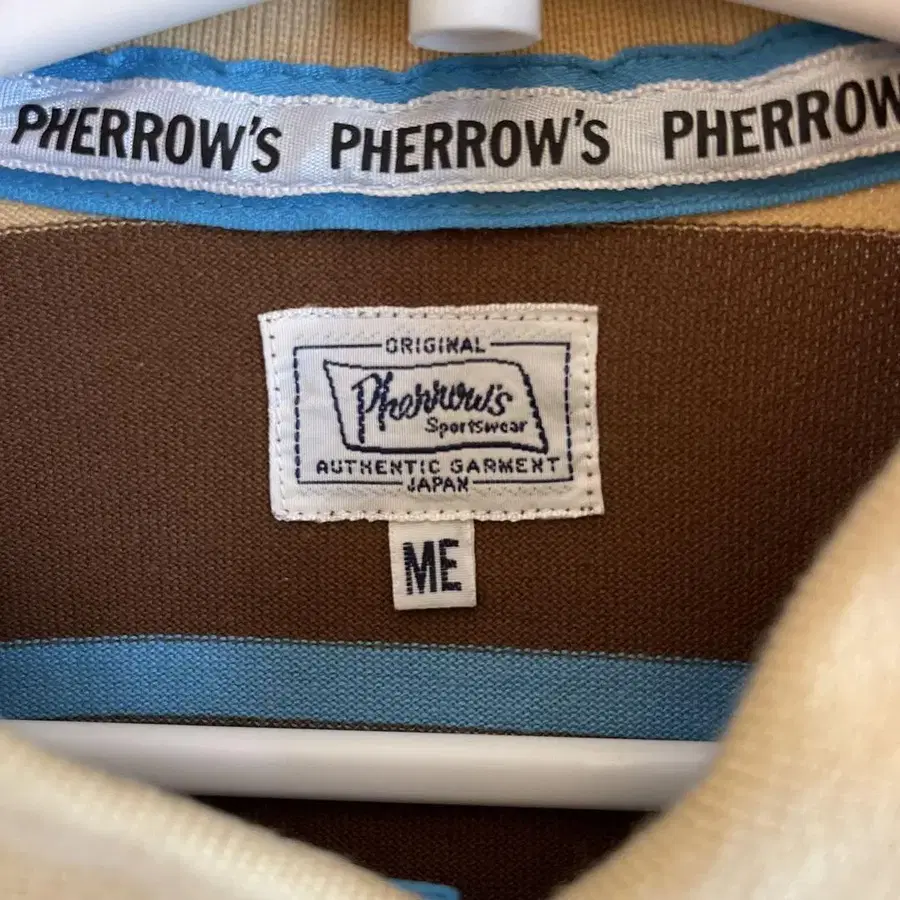 PHERROW'S PHERROW'S PHERROW
ORIGINAL
Pherrow's
Sportswear
AUTHENTIC GARMENT
JAPAN
ME